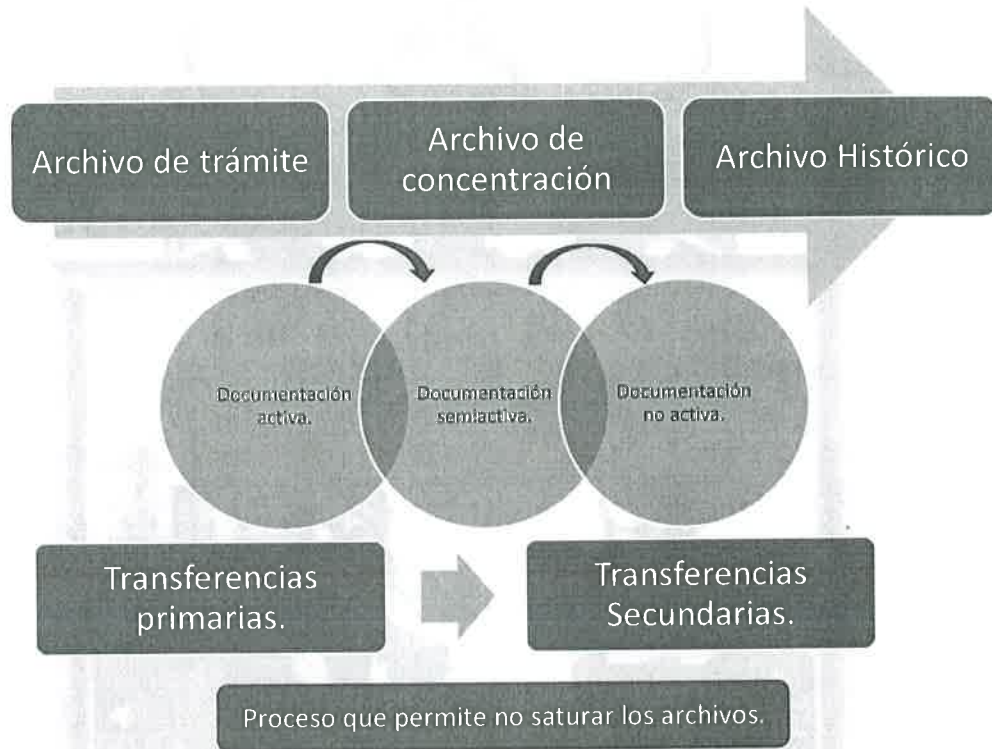 Archivo de trámite
Archivo de
concentración
Archivo Histórico
Documentación
activa.
Documentación
semiactiva.
Documentación
no activa.
Transferencias
primarias.
Transferencias
Secundarias.
Proceso que permite no saturar los archivos.